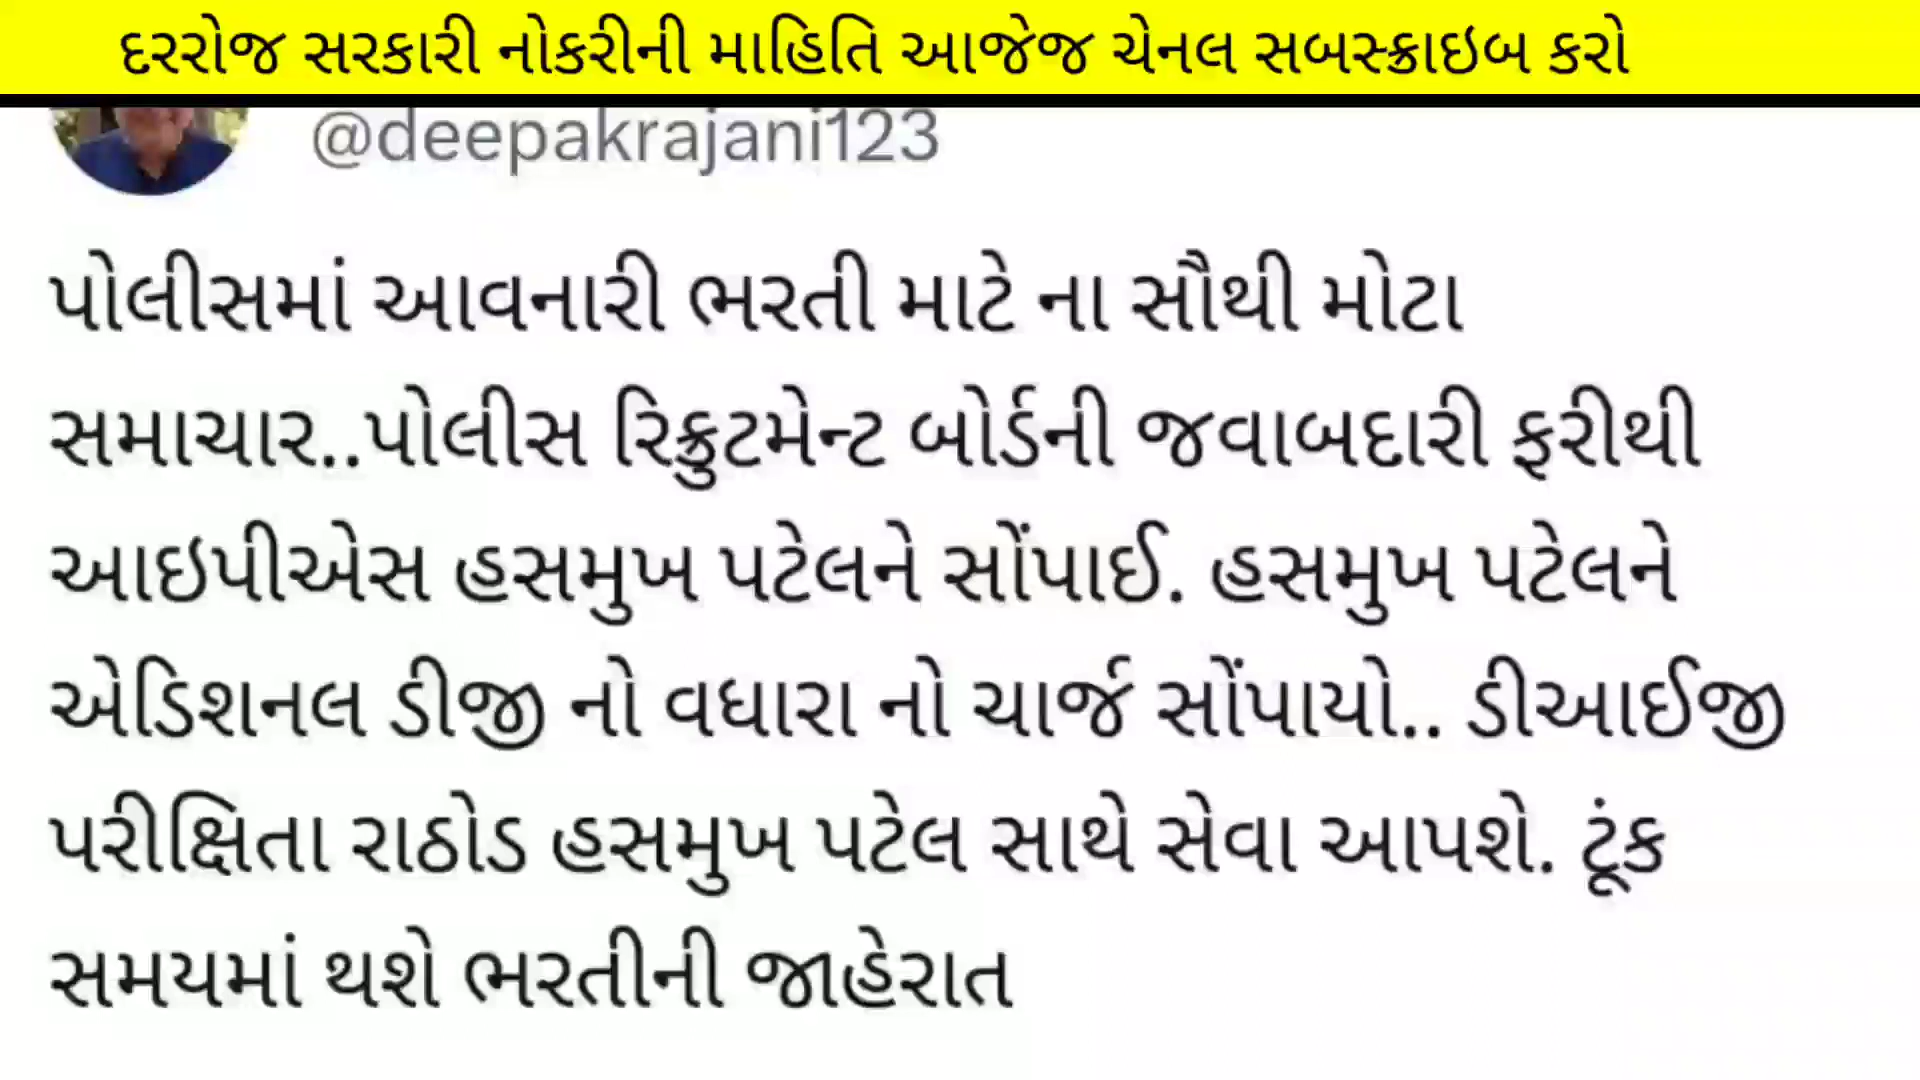 દરરોજ સરકારી નોકરીની માહિતિ આજેજ ચેનલ સબસ્ક્રાઇબ કરો
@deepakrajani123
પોલીસમાં આવનારી ભરતી માટે ના સૌથી મોટા
સમાચાર..પોલીસ રિક્રુટમેન્ટ બોર્ડની જવાબદારી ફરીથી
આઇપીએસ હસમુખ પટેલને સોંપાઈ. હસમુખ પટેલને
એડિશનલ ડીજી નો વધારા નો ચાર્જ સોંપાયો.. ડીઆઈજી
પરીક્ષિતા રાઠોડ હસમુખ પટેલ સાથે સેવા આપશે. ટૂંક
સમયમાં થશે ભરતીની જાહેરાત